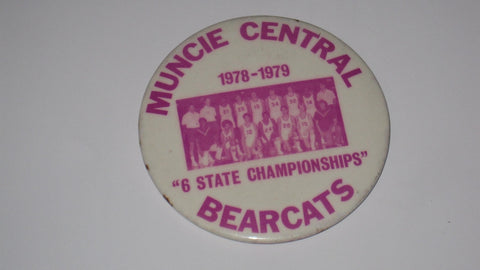 MUNCIE CENTRAL
1978-1979
"6 STATE CHAMPIONSHIPS"
BEARCATS